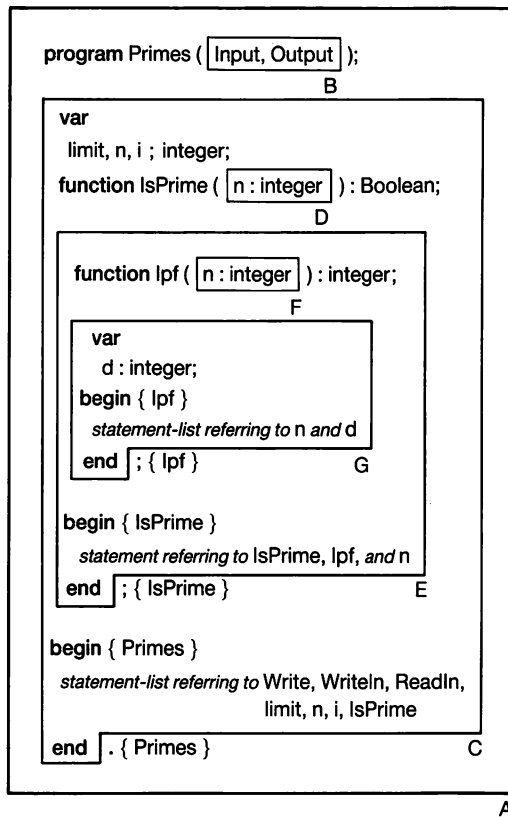 program Primes ( Input, Output );
B
var
limit, n, i ; integer;
function IsPrime ( n : integer ) : Boolean;
D
function lpf ( n : integer ) : integer;
F
var
d : integer;
begin { lpf }
statement-list referring to n and d
end ; { lpf }
G
begin { IsPrime }
statement referring to IsPrime, lpf, and n
end ; { IsPrime }
E
begin { Primes }
statement-list referring to Write, Writeln, Readln,
limit, n, i, IsPrime
end . { Primes }
C
A